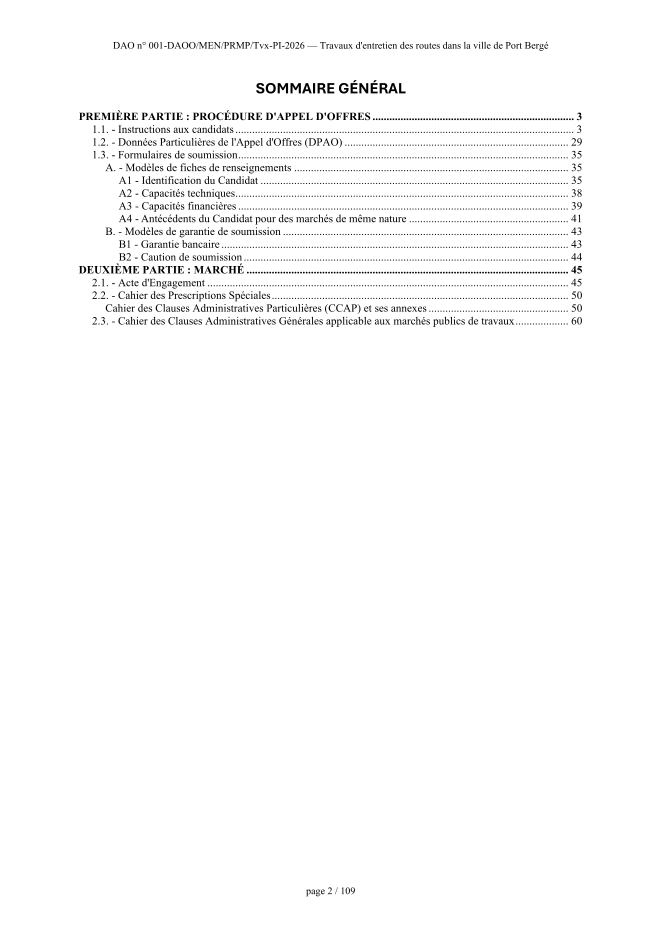 DAO n° 001-DAOO/MEN/PRMP/Tvx-PI-2026 — Travaux d'entretien des routes dans la ville de Port Bergé
SOMMAIRE GÉNÉRAL
PREMIÈRE PARTIE : PROCÉDURE D'APPEL D'OFFRES ........ 3
1.1. - Instructions aux candidats ........ 3
1.2. - Données Particulières de l'Appel d'Offres (DPAO) ........ 29
1.3. - Formulaires de soumission ........ 35
A. - Modèles de fiches de renseignements ........ 35
A1 - Identification du Candidat ........ 35
A2 - Capacités techniques ........ 38
A3 - Capacités financières ........ 39
A4 - Antécédents du Candidat pour des marchés de même nature ........ 41
B. - Modèles de garantie de soumission ........ 43
B1 - Garantie bancaire ........ 43
B2 - Caution de soumission ........ 44
DEUXIÈME PARTIE : MARCHÉ ........ 45
2.1. - Acte d'Engagement ........ 45
2.2. - Cahier des Prescriptions Spéciales ........ 50
Cahier des Clauses Administratives Particulières (CCAP) et ses annexes ........ 50
2.3. - Cahier des Clauses Administratives Générales applicable aux marchés publics de travaux ........ 60
page 2 / 109